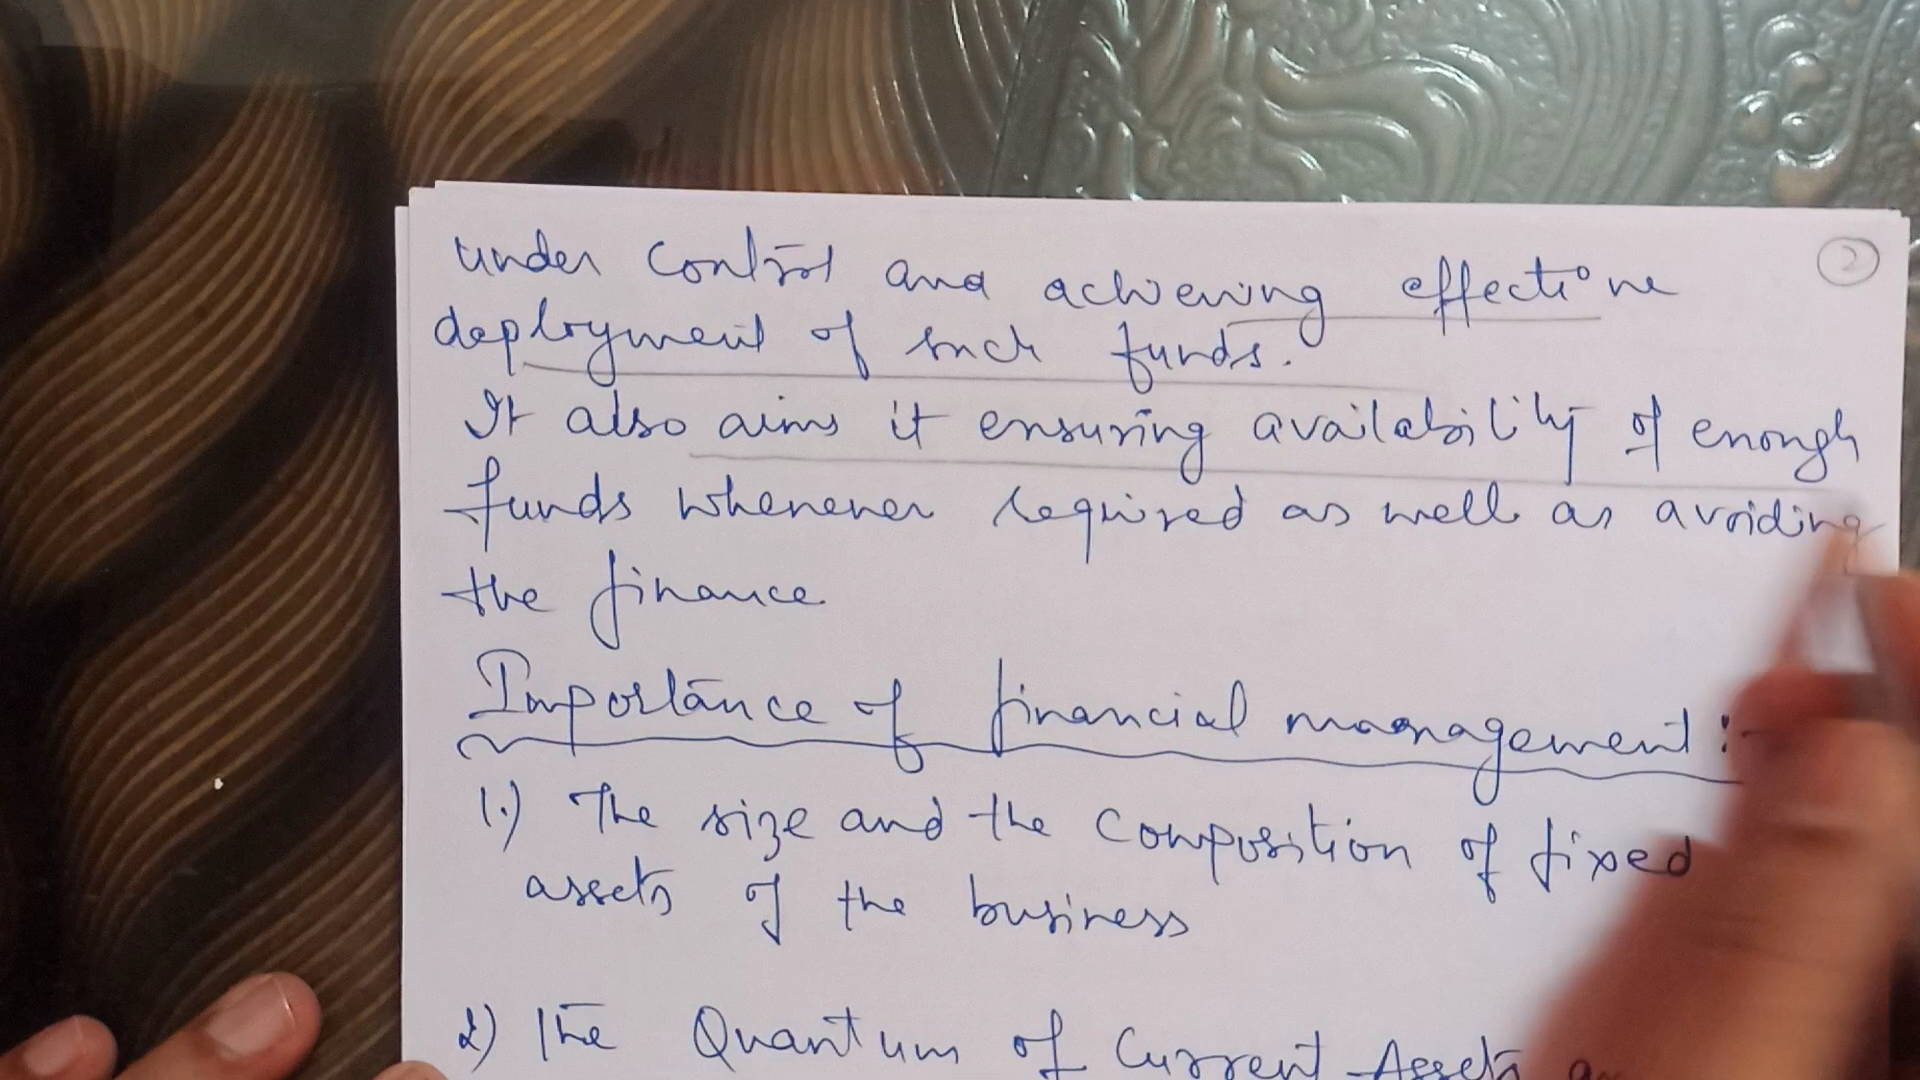 2
under control and achieving effective
deployment of such funds.
It also aims it ensuring availability of enough
funds whenever required as well as avoiding
the finance
Importance of financial management :-
1.) The size and the composition of fixed
assets of the business
2) The Quantum of Current Assets